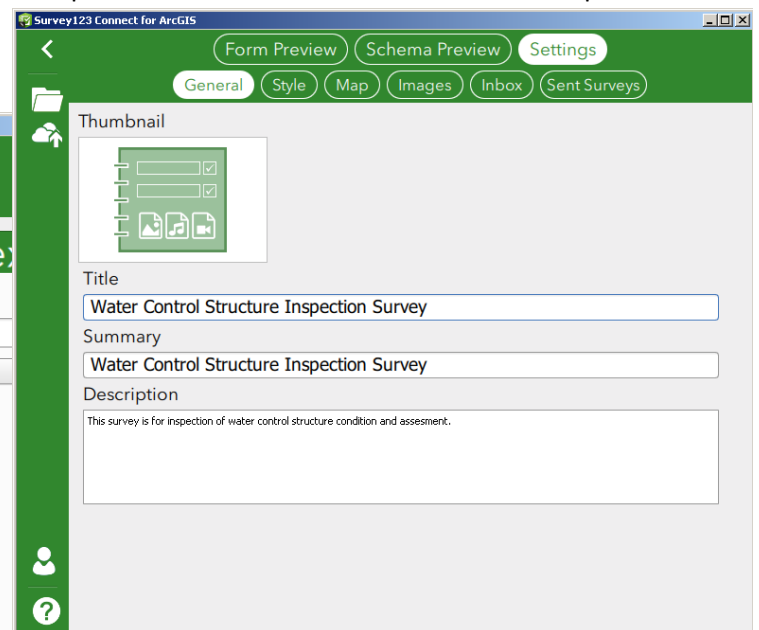 Survey123 Connect for ArcGIS
Form Preview Schema Preview Settings
General Style Map Images Inbox Sent Surveys
Thumbnail
Title
Water Control Structure Inspection Survey
Summary
Water Control Structure Inspection Survey
Description
This survey is for inspection of water control structure condition and assesment.